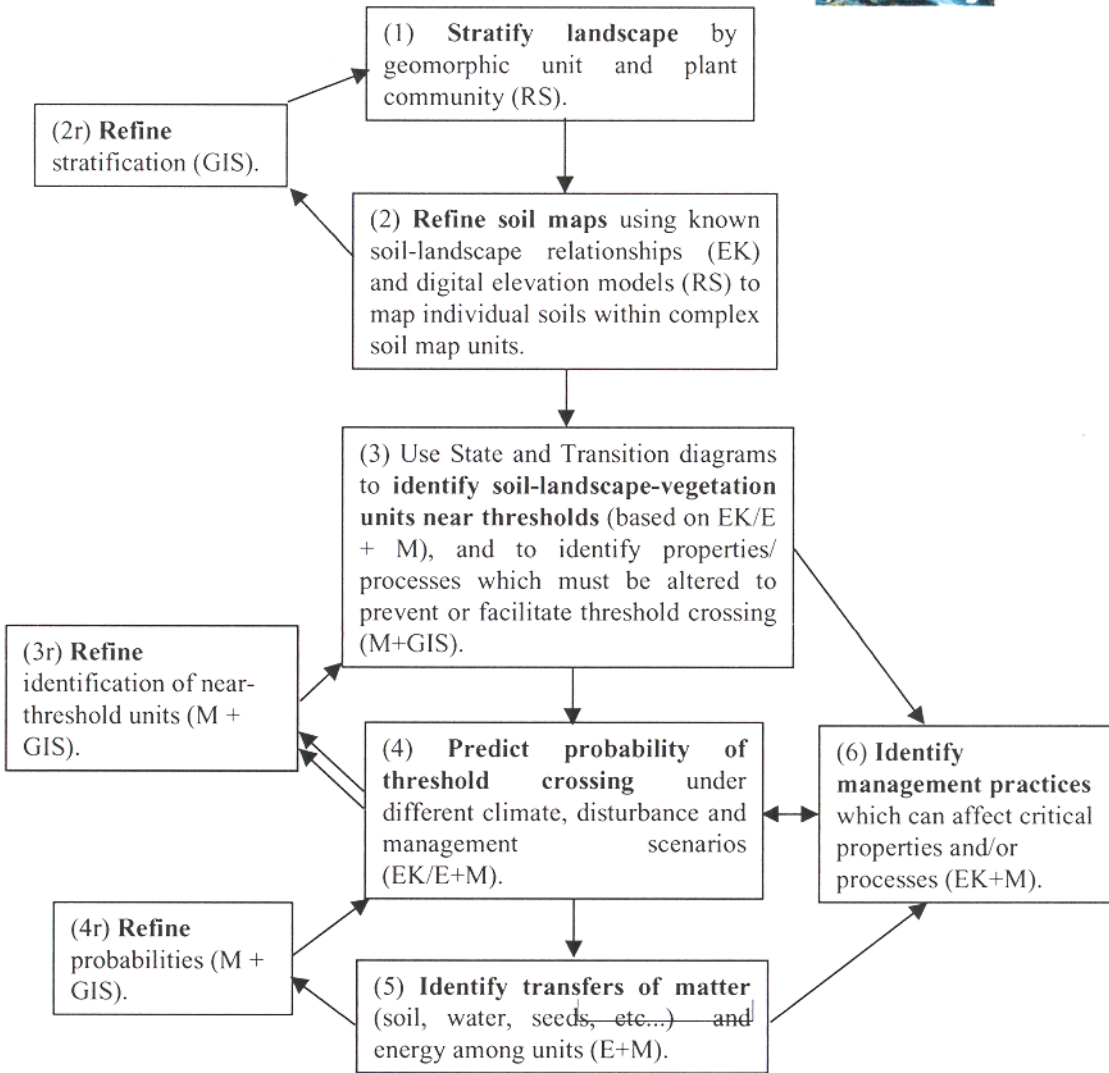 (1) Stratify landscape by
geomorphic unit and plant
community (RS).
(2r) Refine
stratification (GIS).
(2) Refine soil maps using known
soil-landscape relationships (EK)
and digital elevation models (RS) to
map individual soils within complex
soil map units.
(3) Use State and Transition diagrams
to identify soil-landscape-vegetation
units near thresholds (based on EK/E
+ M), and to identify properties/
processes which must be altered to
prevent or facilitate threshold crossing
(M+GIS).
(3r) Refine
identification of near-
threshold units (M +
GIS).
(4) Predict probability of
threshold crossing under
different climate, disturbance and
management scenarios
(EK/E+M).
(6) Identify
management practices
which can affect critical
properties and/or
processes (EK+M).
(4r) Refine
probabilities (M +
GIS).
(5) Identify transfers of matter
(soil, water, seeds, etc...) and
energy among units (E+M).